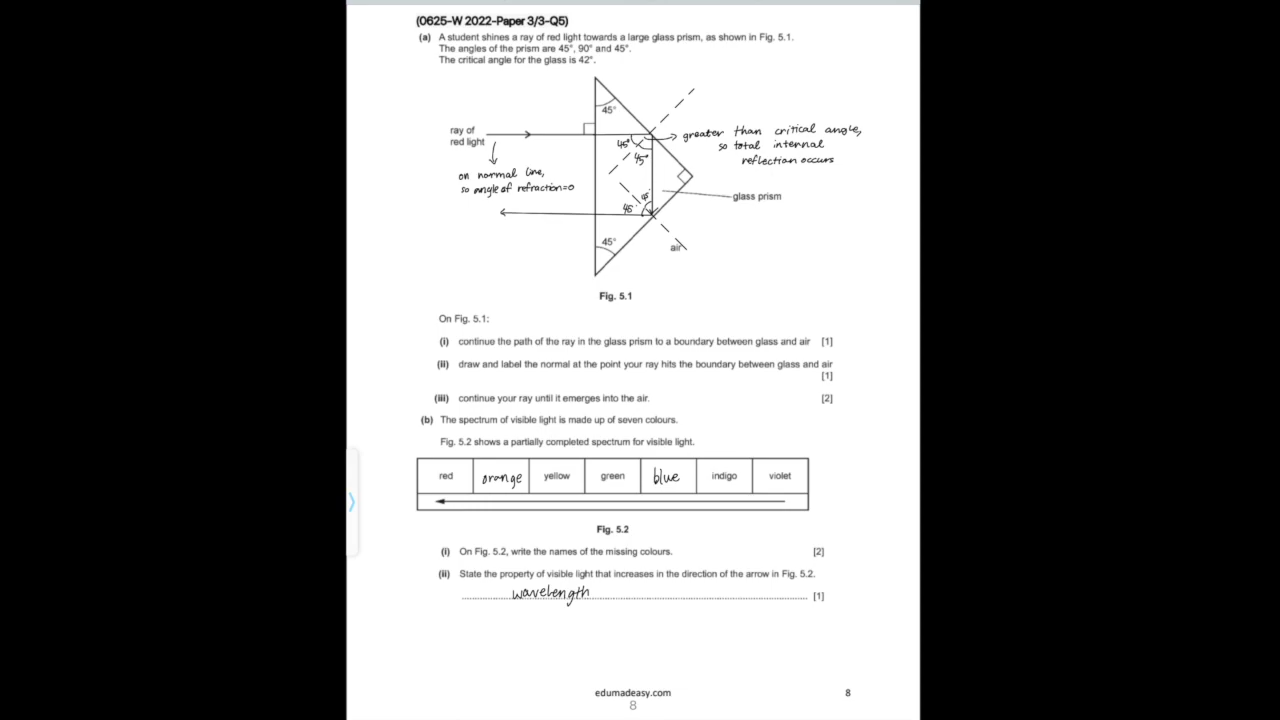 (0625-W 2022-Paper 3/3-Q5)
(a) A student shines a ray of red light towards a large glass prism, as shown in Fig. 5.1.
The angles of the prism are 45°, 90° and 45°.
The critical angle for the glass is 42°.
45°
ray of
red light
greater than critical angle,
so total internal
reflection occurs
45°
45°
on normal line,
so angle of refraction=0
glass prism
45°
45°
45°
air
Fig. 5.1
On Fig. 5.1:
(i) continue the path of the ray in the glass prism to a boundary between glass and air [1]
(ii) draw and label the normal at the point your ray hits the boundary between glass and air
[1]
(iii) continue your ray until it emerges into the air. [2]
(b) The spectrum of visible light is made up of seven colours.
Fig. 5.2 shows a partially completed spectrum for visible light.
red orange yellow green blue indigo violet
Fig. 5.2
(i) On Fig. 5.2, write the names of the missing colours. [2]
(ii) State the property of visible light that increases in the direction of the arrow in Fig. 5.2.
wavelength [1]
edumadeasy.com 8
8